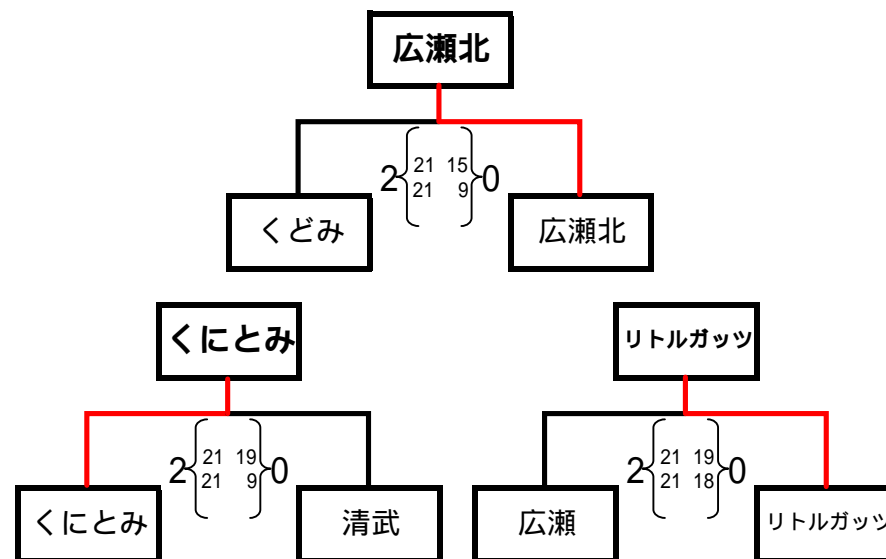 広瀬北
2 21 15 0
21 9
くどみ 広瀬北
くにとみ リトルガッツ
2 21 19 0 2 21 19 0
21 9 21 18
くにとみ 清武 広瀬 リトルガッツ